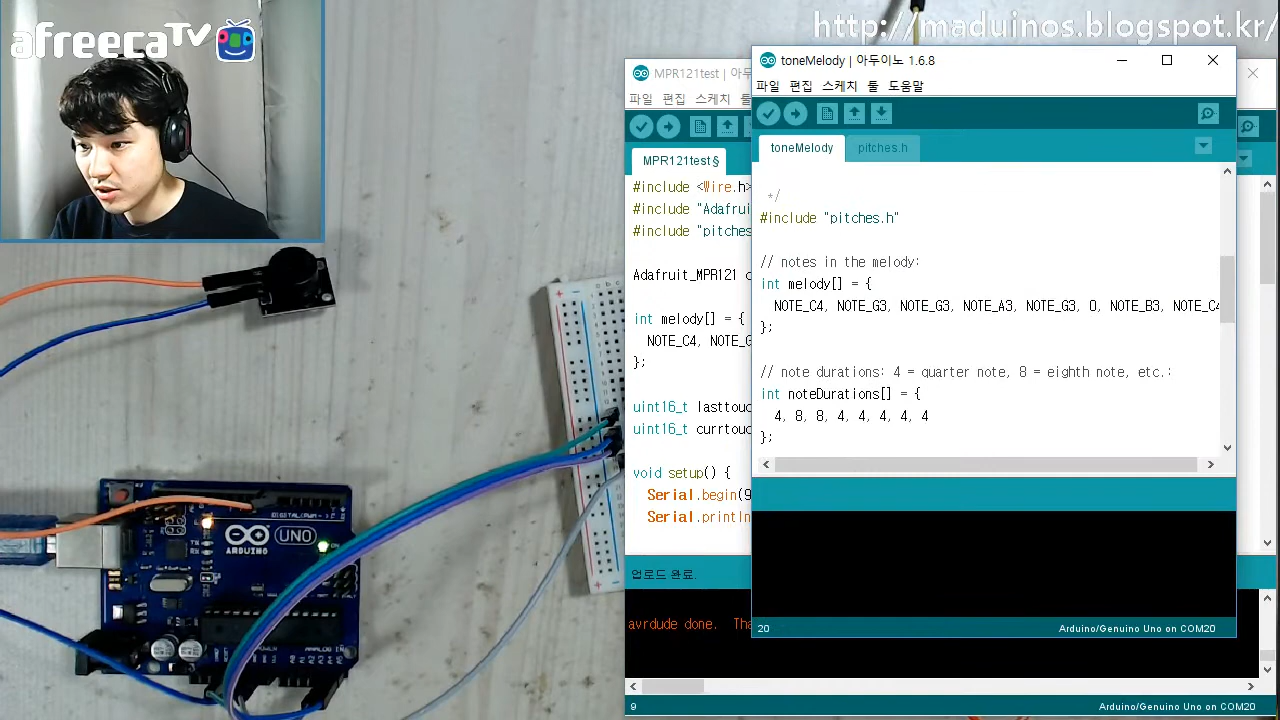 afreecaTV
http://maduinos.blogspot.kr/
MPR121test | 아두
파일 편집 스케치 툴
MPR121test §
#include <Wire.h>
#include "Adafruit
#include "pitches
Adafruit_MPR121 c
int melody[] = {
NOTE_C4, NOTE_G
};
uint16_t lasttouc
uint16_t currtouc
void setup() {
Serial.begin(9
Serial.println
업로드 완료.
avrdude done. Tha
9
Arduino/Genuino Uno on COM20
toneMelody | 아두이노 1.6.8
파일 편집 스케치 툴 도움말
toneMelody pitches.h
*/
#include "pitches.h"
// notes in the melody:
int melody[] = {
NOTE_C4, NOTE_G3, NOTE_G3, NOTE_A3, NOTE_G3, 0, NOTE_B3, NOTE_C4
};
// note durations: 4 = quarter note, 8 = eighth note, etc.:
int noteDurations[] = {
4, 8, 8, 4, 4, 4, 4, 4
};
20
Arduino/Genuino Uno on COM20
DIGITAL (PWM~)
UNO
ARDUINO
POWER
ANALOG IN